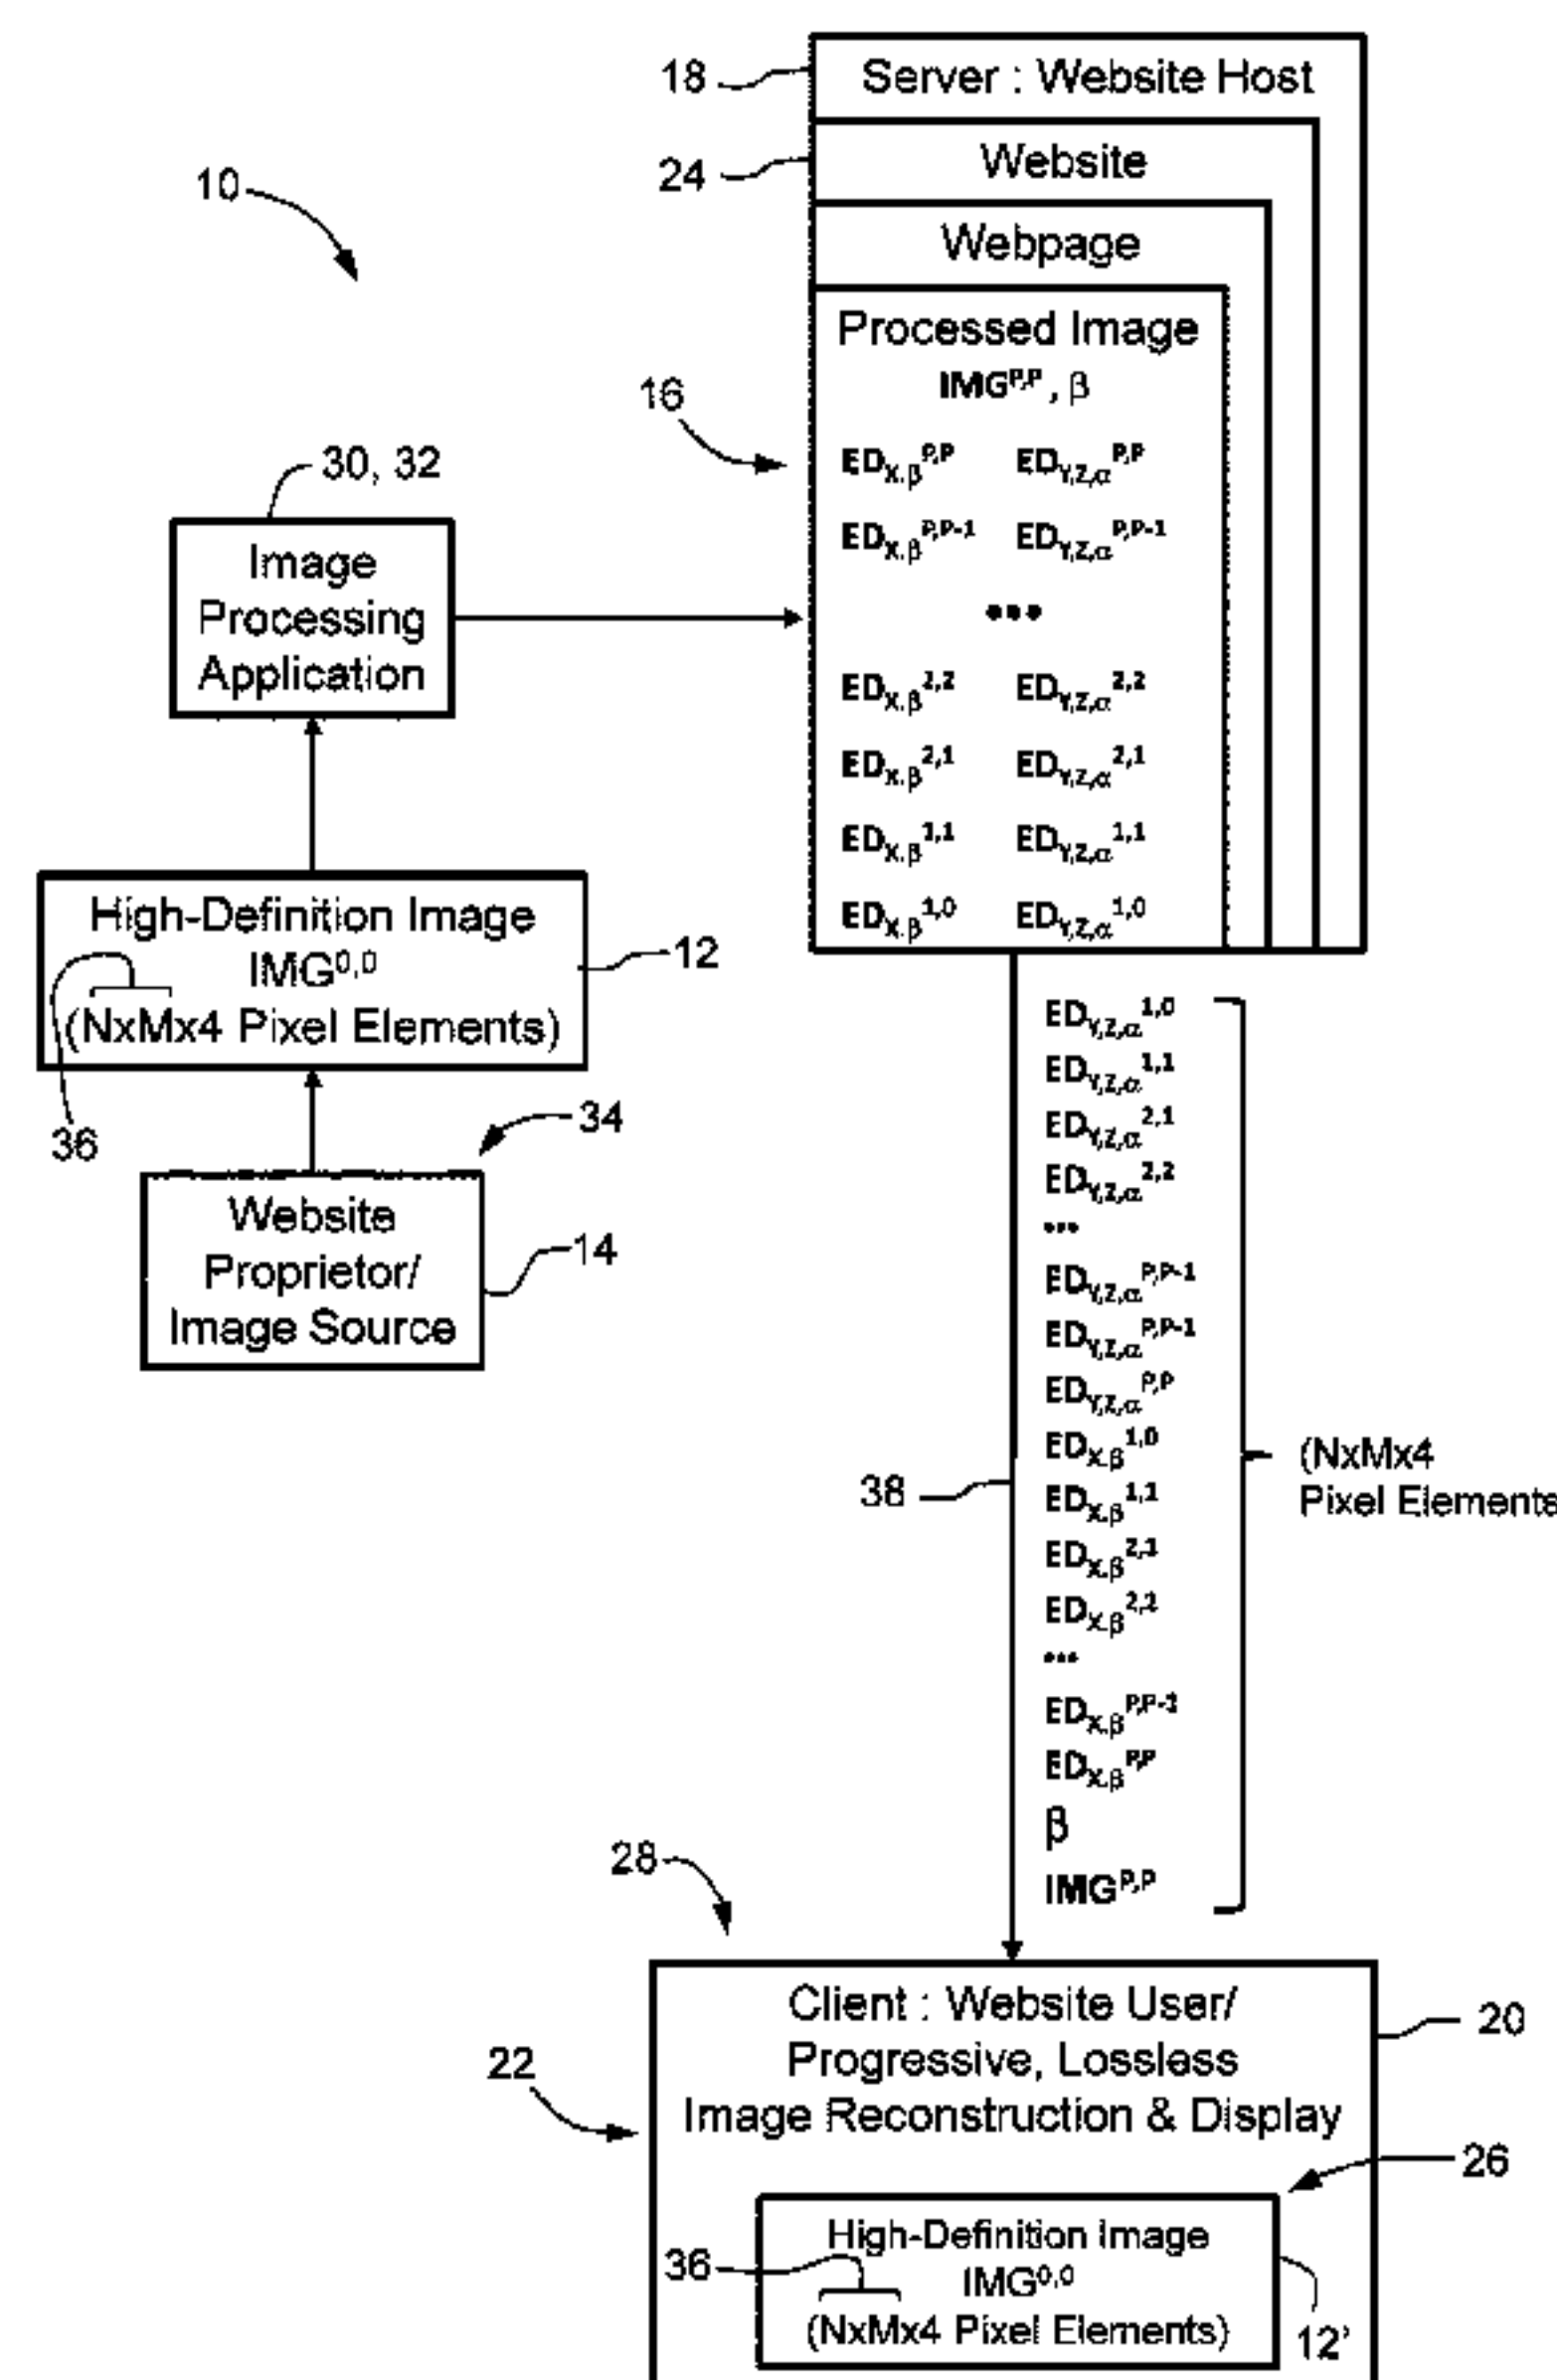 18
Server : Website Host
24
Website
10
Webpage
Processed Image
IMG^P,P , β
16
ED_X,β^P,P ED_Y,Z,α^P,P
30, 32
ED_X,β^P,P-1 ED_Y,Z,α^P,P-1
Image
Processing
Application
•••
ED_X,β^2,2 ED_Y,Z,α^2,2
ED_X,β^2,1 ED_Y,Z,α^2,1
ED_X,β^1,1 ED_Y,Z,α^1,1
ED_X,β^1,0 ED_Y,Z,α^1,0
High-Definition Image
IMG^0,0
(NxMx4 Pixel Elements)
12
36
34
Website
Proprietor/
Image Source
14
ED_Y,Z,α^1,0
ED_Y,Z,α^1,1
ED_Y,Z,α^2,1
ED_Y,Z,α^2,2
•••
ED_Y,Z,α^P,P-1
ED_Y,Z,α^P,P-1
ED_Y,Z,α^P,P
ED_X,β^1,0
ED_X,β^1,1
ED_X,β^2,1
ED_X,β^2,2
•••
ED_X,β^P,P-1
ED_X,β^P,P
β
IMG^P,P
38
(NxMx4
Pixel Elements
28
Client : Website User/
Progressive, Lossless
Image Reconstruction & Display
20
22
26
High-Definition Image
36
IMG^0,0
(NxMx4 Pixel Elements)
12'